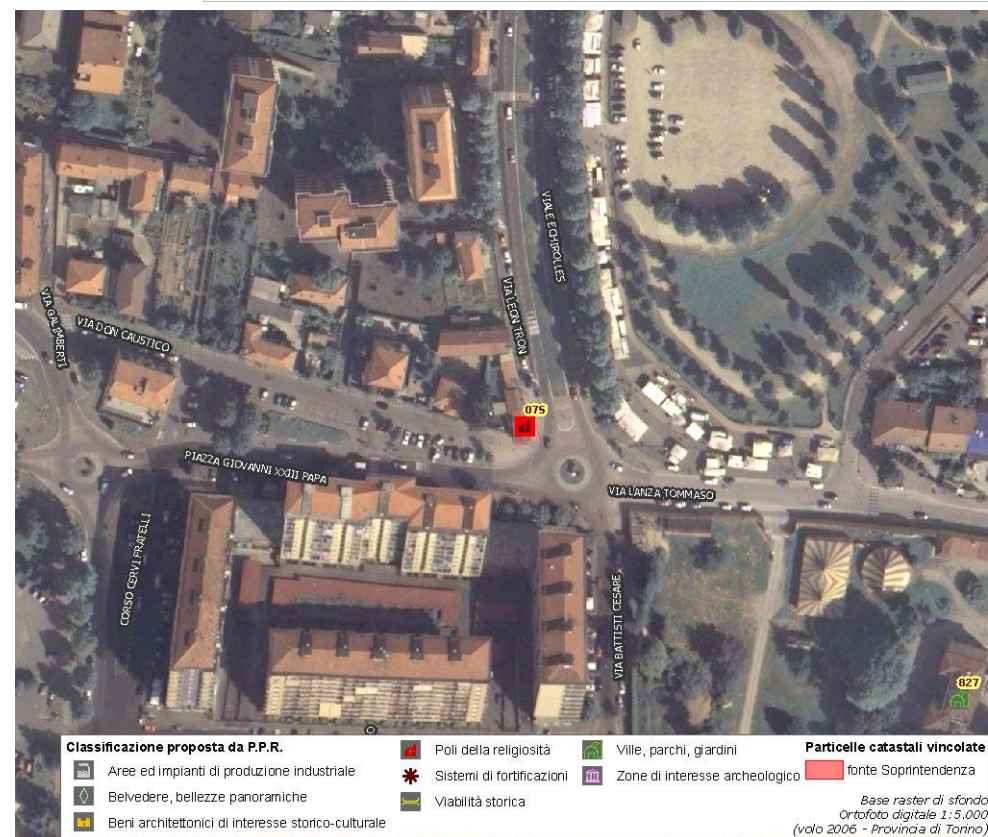 VIALE ECHIROLLES
VIA LEON TRON
VIA GALIMBERTI
VIA DON CAUSTICO
075
PIAZZA GIOVANNI XXIII PAPA
VIA LANZA TOMMASO
CORSO CERVI FRATELLI
VIA BATTISTI CESARE
827
Classificazione proposta da P.P.R.
Aree ed impianti di produzione industriale
Belvedere, bellezze panoramiche
Beni architettonici di interesse storico-culturale
Poli della religiosità
Sistemi di fortificazioni
Viabilità storica
Ville, parchi, giardini
Zone di interesse archeologico
Particelle catastali vincolate
fonte Soprintendenza
Base raster di sfondo
Ortofoto digitale 1:5.000
(volo 2006 - Provincia di Torino)